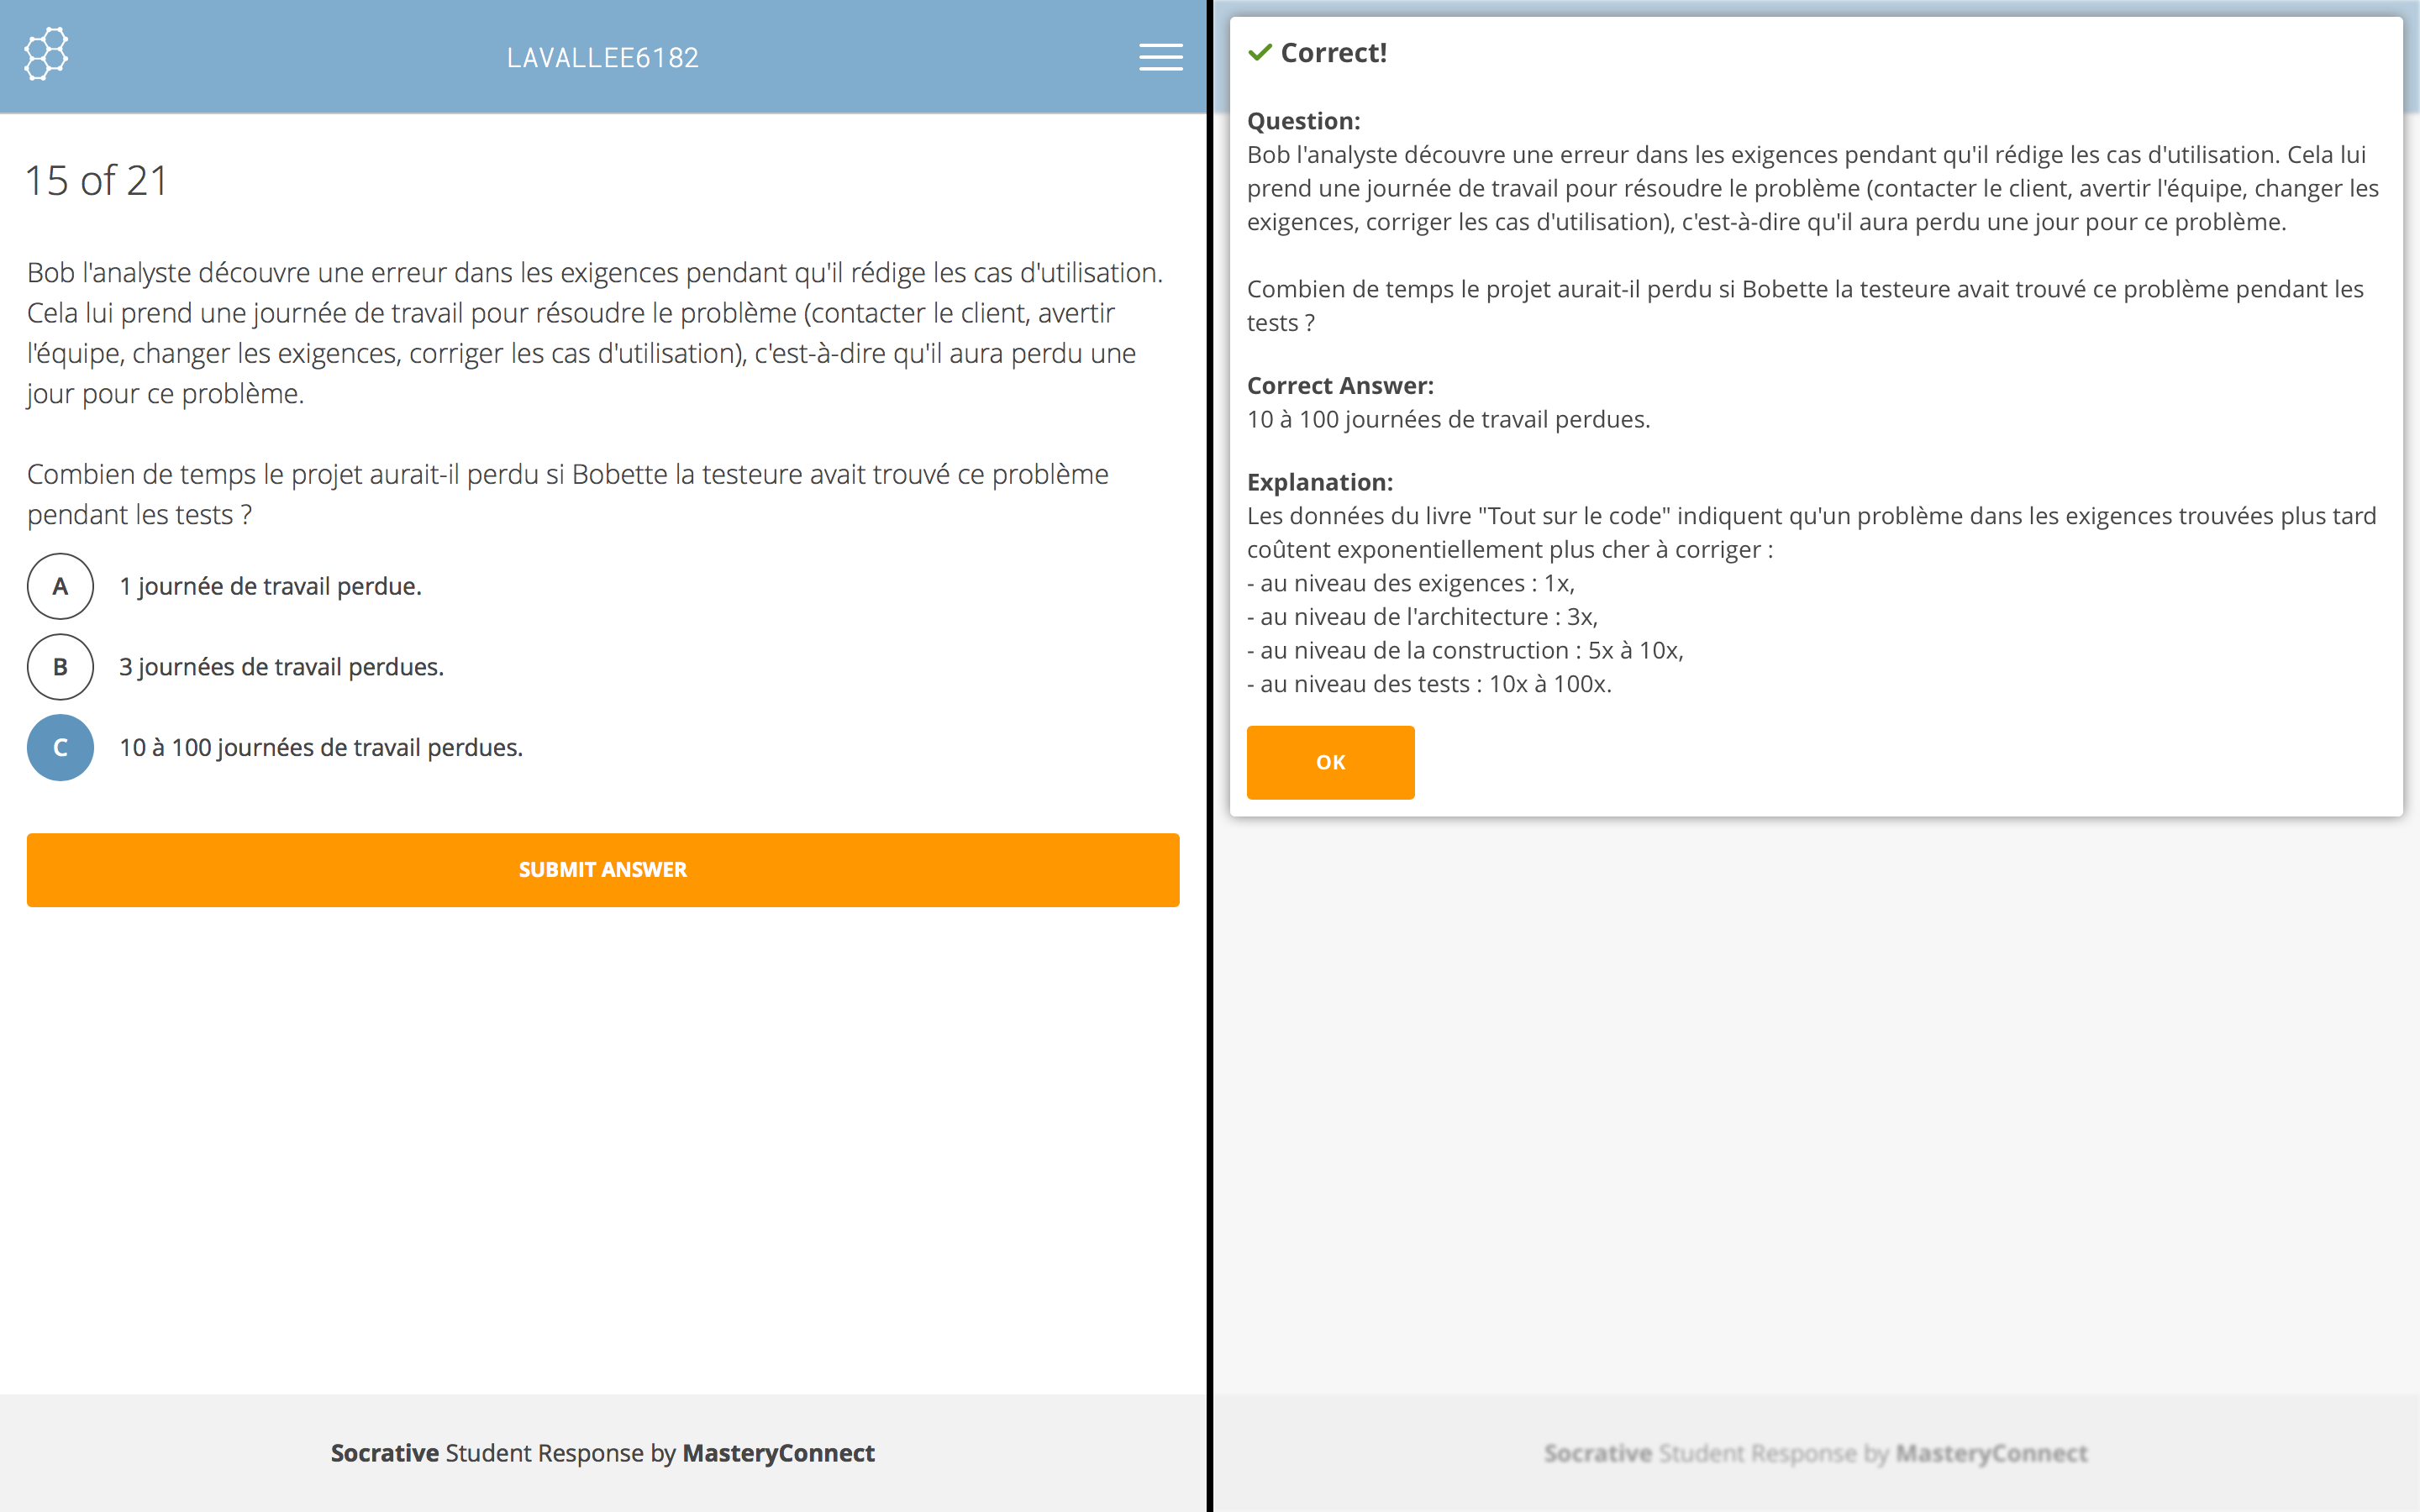 LAVALLEE6182
15 of 21
Bob l'analyste découvre une erreur dans les exigences pendant qu'il rédige les cas d'utilisation.
Cela lui prend une journée de travail pour résoudre le problème (contacter le client, avertir
l'équipe, changer les exigences, corriger les cas d'utilisation), c'est-à-dire qu'il aura perdu une
jour pour ce problème.
Combien de temps le projet aurait-il perdu si Bobette la testeure avait trouvé ce problème
pendant les tests ?
A 1 journée de travail perdue.
B 3 journées de travail perdues.
C 10 à 100 journées de travail perdues.
SUBMIT ANSWER
Socrative Student Response by MasteryConnect
Correct!
Question:
Bob l'analyste découvre une erreur dans les exigences pendant qu'il rédige les cas d'utilisation. Cela lui
prend une journée de travail pour résoudre le problème (contacter le client, avertir l'équipe, changer les
exigences, corriger les cas d'utilisation), c'est-à-dire qu'il aura perdu une jour pour ce problème.
Combien de temps le projet aurait-il perdu si Bobette la testeure avait trouvé ce problème pendant les
tests ?
Correct Answer:
10 à 100 journées de travail perdues.
Explanation:
Les données du livre "Tout sur le code" indiquent qu'un problème dans les exigences trouvées plus tard
coûtent exponentiellement plus cher à corriger :
- au niveau des exigences : 1x,
- au niveau de l'architecture : 3x,
- au niveau de la construction : 5x à 10x,
- au niveau des tests : 10x à 100x.
OK
Socrative Student Response by MasteryConnect